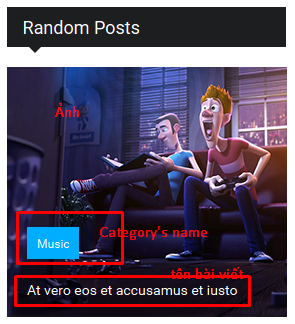 Random Posts
Ảnh
Category's name
Music
tên bài viết
At vero eos et accusamus et iusto